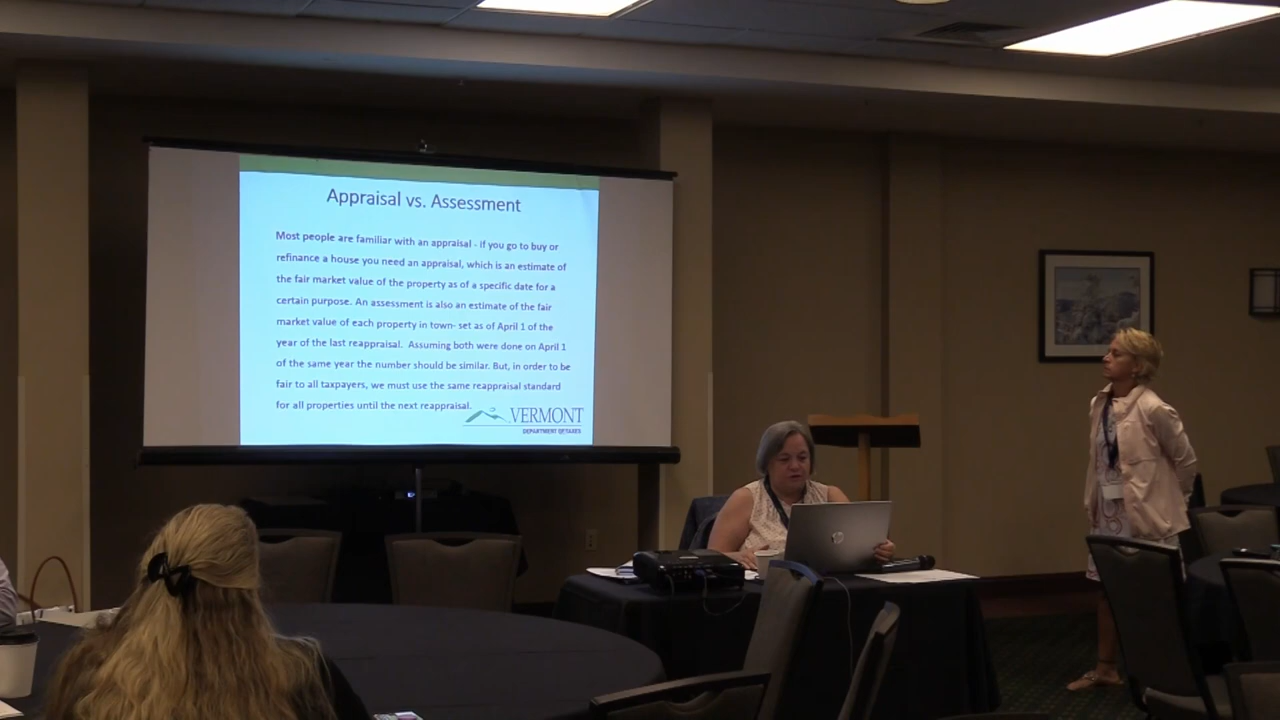 Appraisal vs. Assessment
Most people are familiar with an appraisal - if you go to buy or
refinance a house you need an appraisal, which is an estimate of
the fair market value of the property as of a specific date for a
certain purpose. An assessment is also an estimate of the fair
market value of each property in town- set as of April 1 of the
year of the last reappraisal. Assuming both were done on April 1
of the same year the number should be similar. But, in order to be
fair to all taxpayers, we must use the same reappraisal standard
for all properties until the next reappraisal.
VERMONT
DEPARTMENT OF TAXES
hp